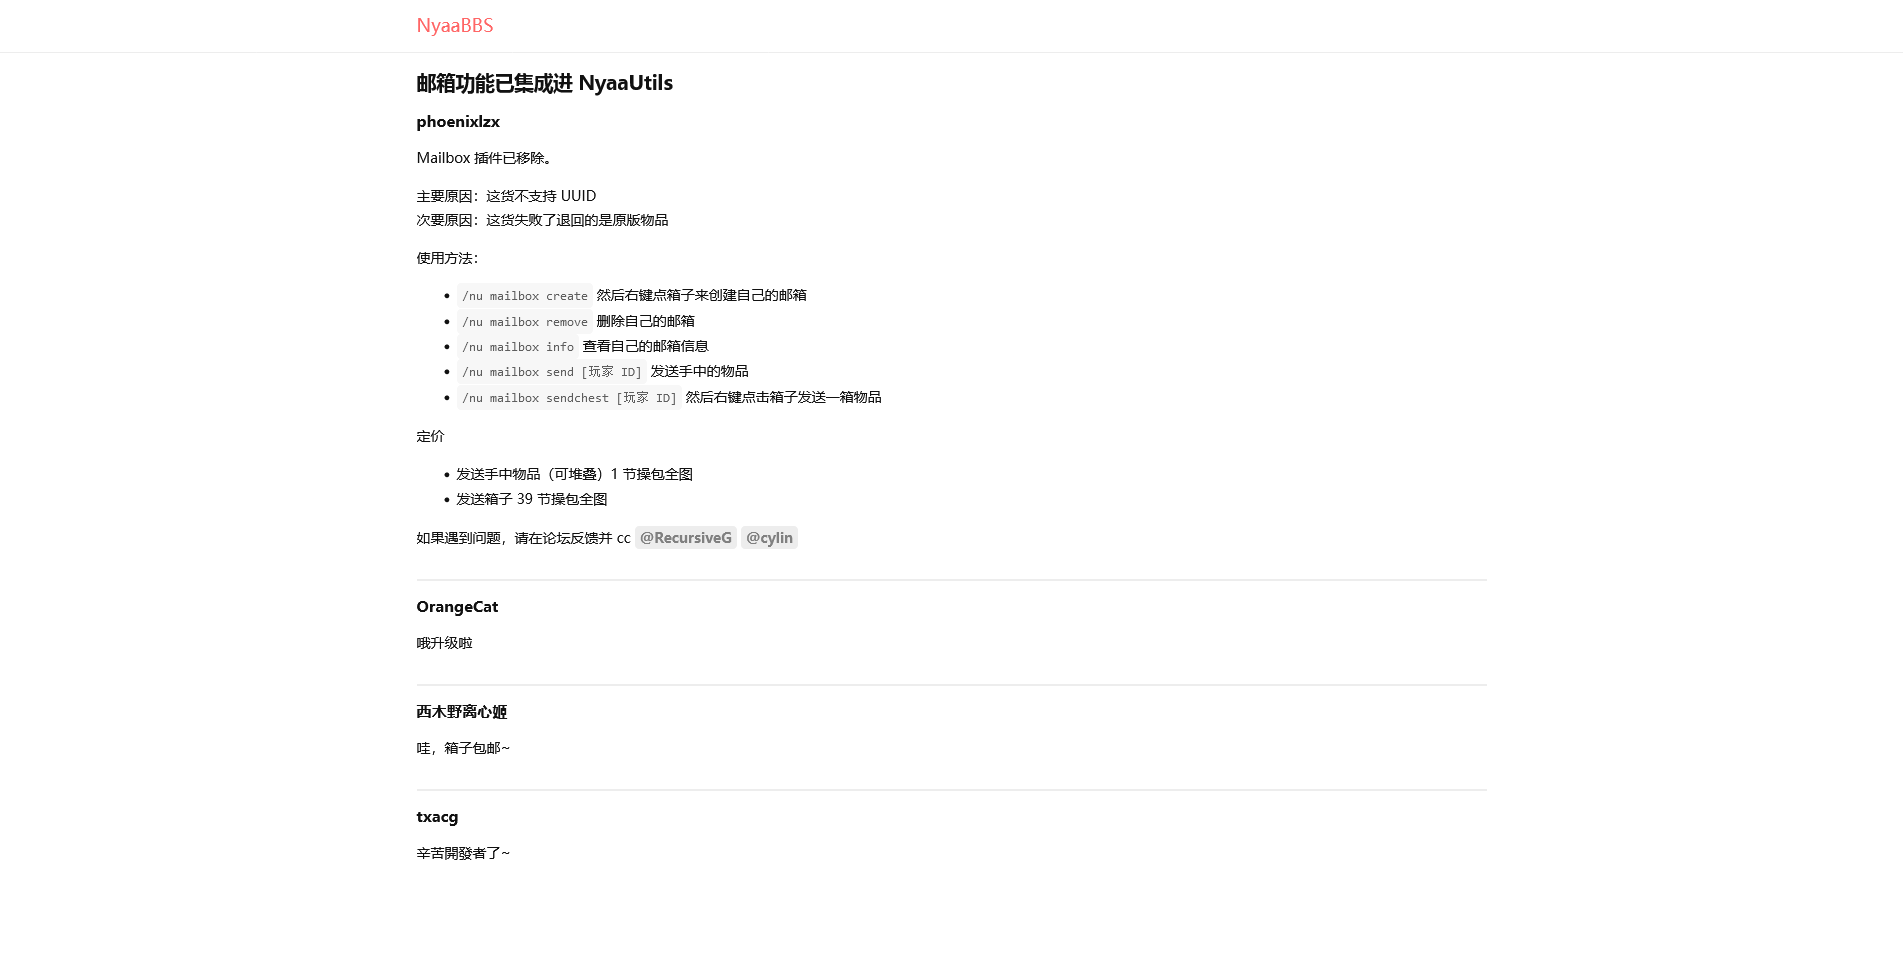 NyaaBBS
邮箱功能已集成进 NyaaUtils
phoenixlzx
Mailbox 插件已移除。
主要原因：这货不支持 UUID
次要原因：这货失败了退回的是原版物品
使用方法：
/nu mailbox create 然后右键点箱子来创建自己的邮箱
/nu mailbox remove 删除自己的邮箱
/nu mailbox info 查看自己的邮箱信息
/nu mailbox send [玩家 ID] 发送手中的物品
/nu mailbox sendchest [玩家 ID] 然后右键点击箱子发送一箱物品
定价
发送手中物品（可堆叠）1 节操包全图
发送箱子 39 节操包全图
如果遇到问题，请在论坛反馈并 cc @RecursiveG @cylin
OrangeCat
哦升级啦
西木野离心姬
哇，箱子包邮~
txacg
辛苦開發者了~